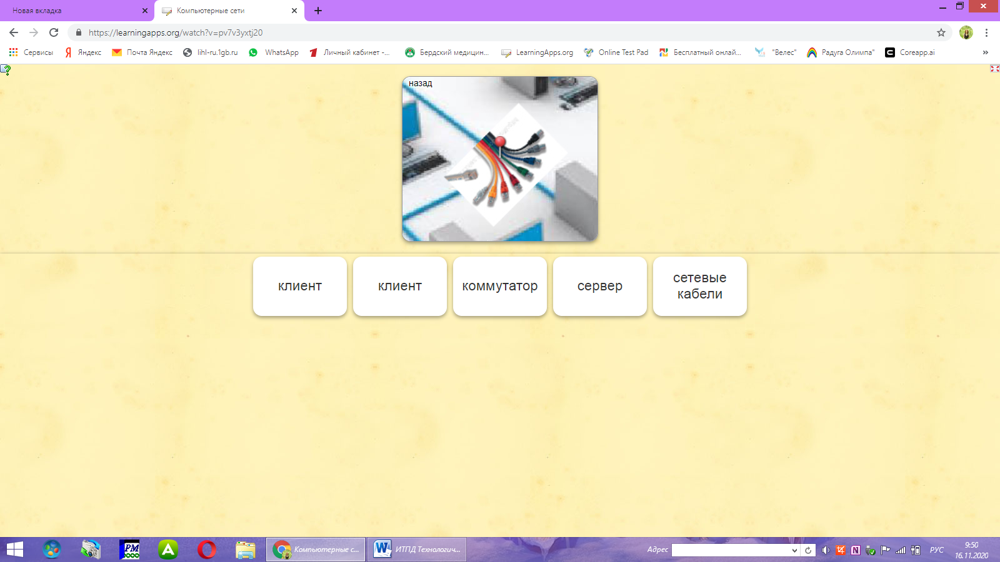 Новая вкладка
Компьютерные сети
https://learningapps.org/watch?v=pv7v3yxtj20
Сервисы
Яндекс
Почта Яндекс
lihl-ru.1gb.ru
WhatsApp
Личный кабинет -...
Бердский медицин...
LearningApps.org
Online Test Pad
Бесплатный онлай...
"Велес"
Радуга Олимпа"
Coreapp.ai
»
назад
клиент
клиент
коммутатор
сервер
сетевые
кабели
PM
Компьютерные с...
ИТПД Технологич...
Адрес
РУС
9:50
16.11.2020